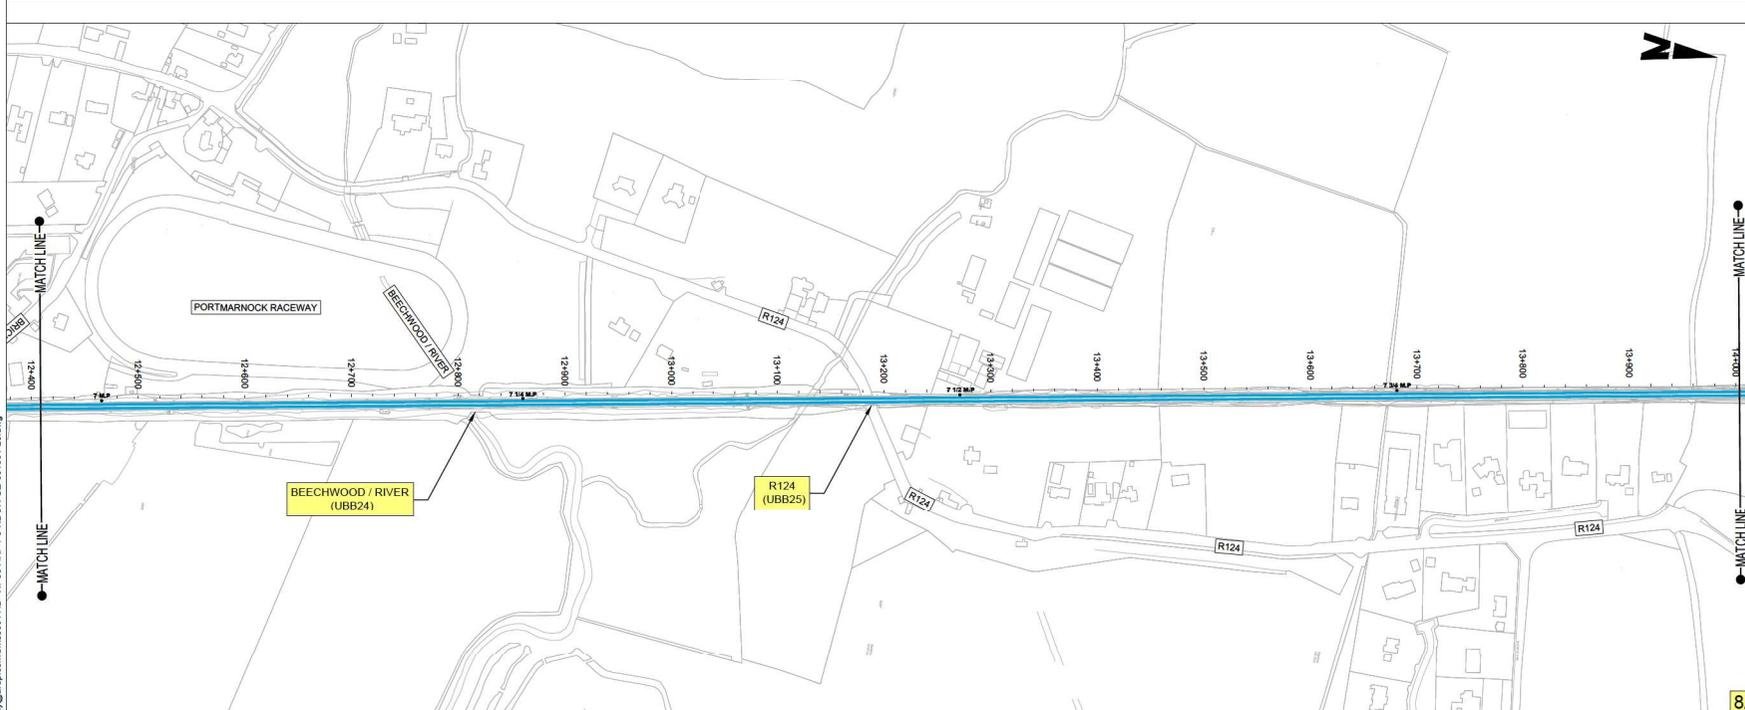 N
MATCH LINE
MATCH LINE
PORTMARNOCK RACEWAY
BEECHWOOD / RIVER
R124
12+400
12+500
12+600
12+700
12+800
12+900
13+000
13+100
13+200
13+300
13+400
13+500
13+600
13+700
13+800
13+900
14+000
7 M.P
7 1/4 M.P
7 1/2 M.P
7 3/4 M.P
BEECHWOOD / RIVER
(UBB24)
R124
(UBB25)
R124
R124
R124
MATCH LINE
MATCH LINE
8